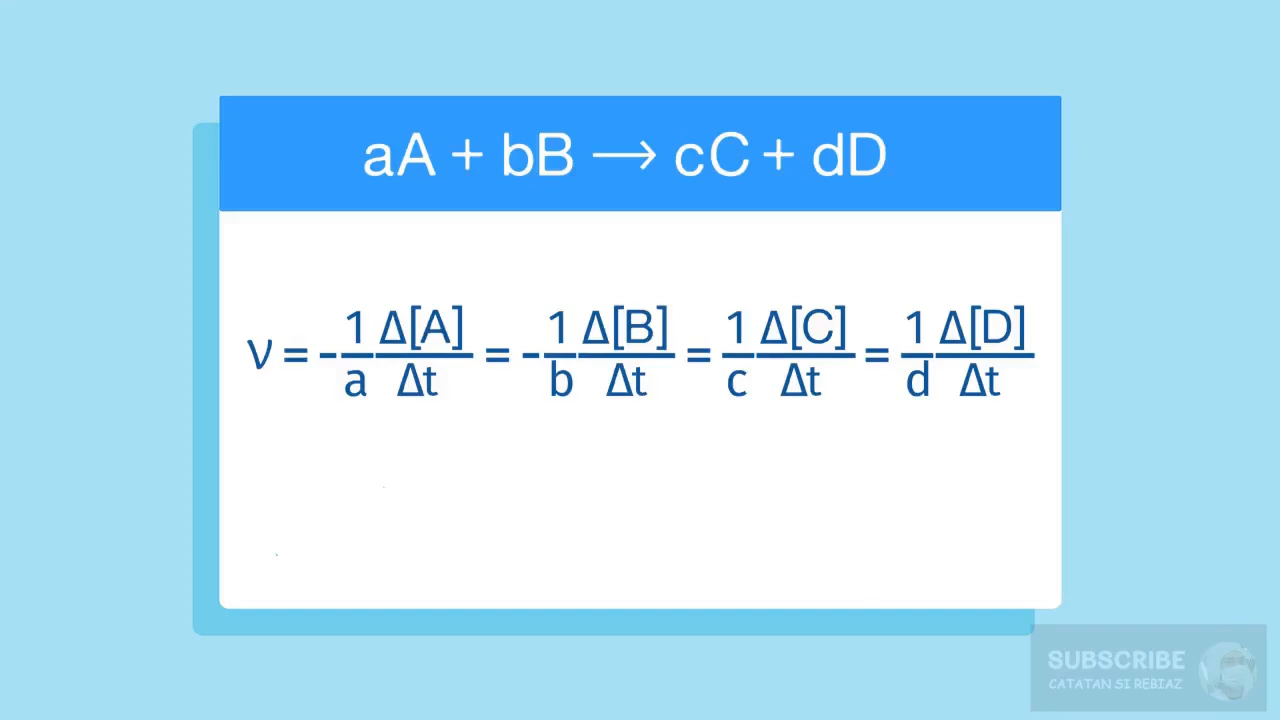 aA + bB → cC + dD
v = - 1/a Δ[A]/Δt = - 1/b Δ[B]/Δt = 1/c Δ[C]/Δt = 1/d Δ[D]/Δt
SUBSCRIBE
CATATAN SI REBIAZ